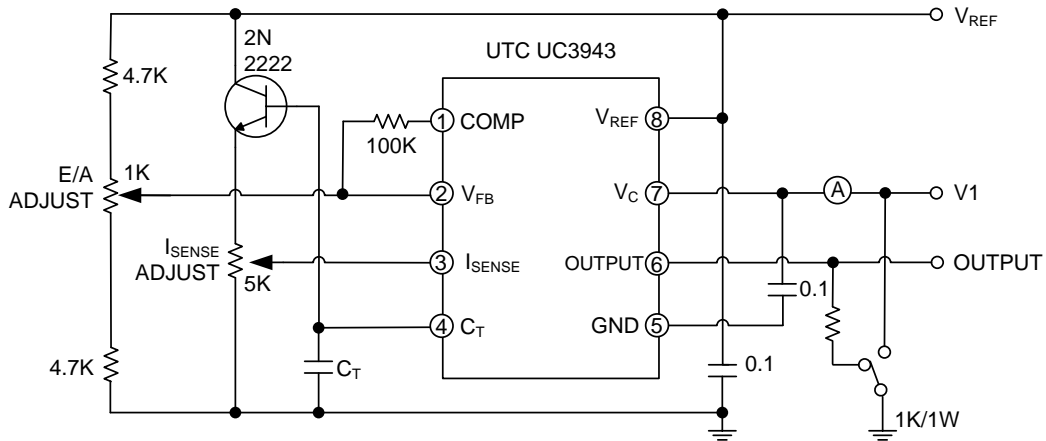 V_REF
2N
2222
UTC UC3943
4.7K
1 COMP
V_REF 8
100K
E/A
ADJUST
1K
2 V_FB
V_C 7
A
V1
I_SENSE
ADJUST
5K
3 I_SENSE
OUTPUT 6
OUTPUT
0.1
4 C_T
GND 5
4.7K
C_T
0.1
1K/1W